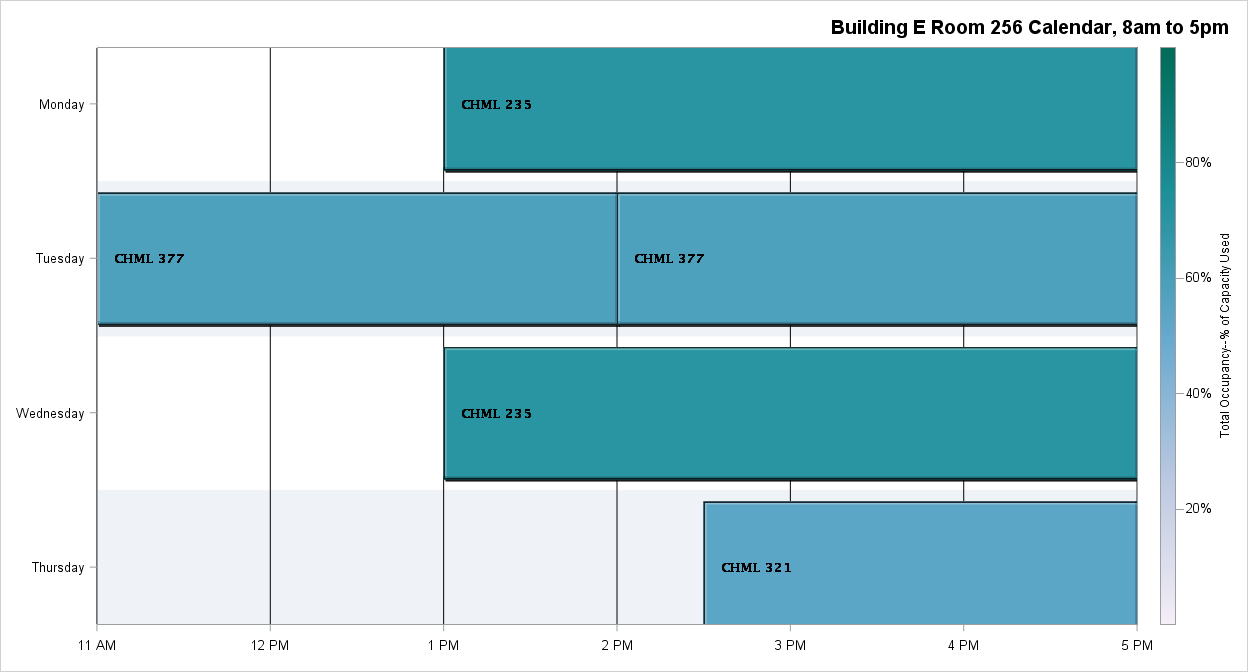 Building E Room 256 Calendar, 8am to 5pm
Monday
CHML 235
80%
Tuesday
CHML 377
CHML 377
60%
Total Occupancy--% of Capacity Used
Wednesday
CHML 235
40%
20%
Thursday
CHML 321
11 AM
12 PM
1 PM
2 PM
3 PM
4 PM
5 PM